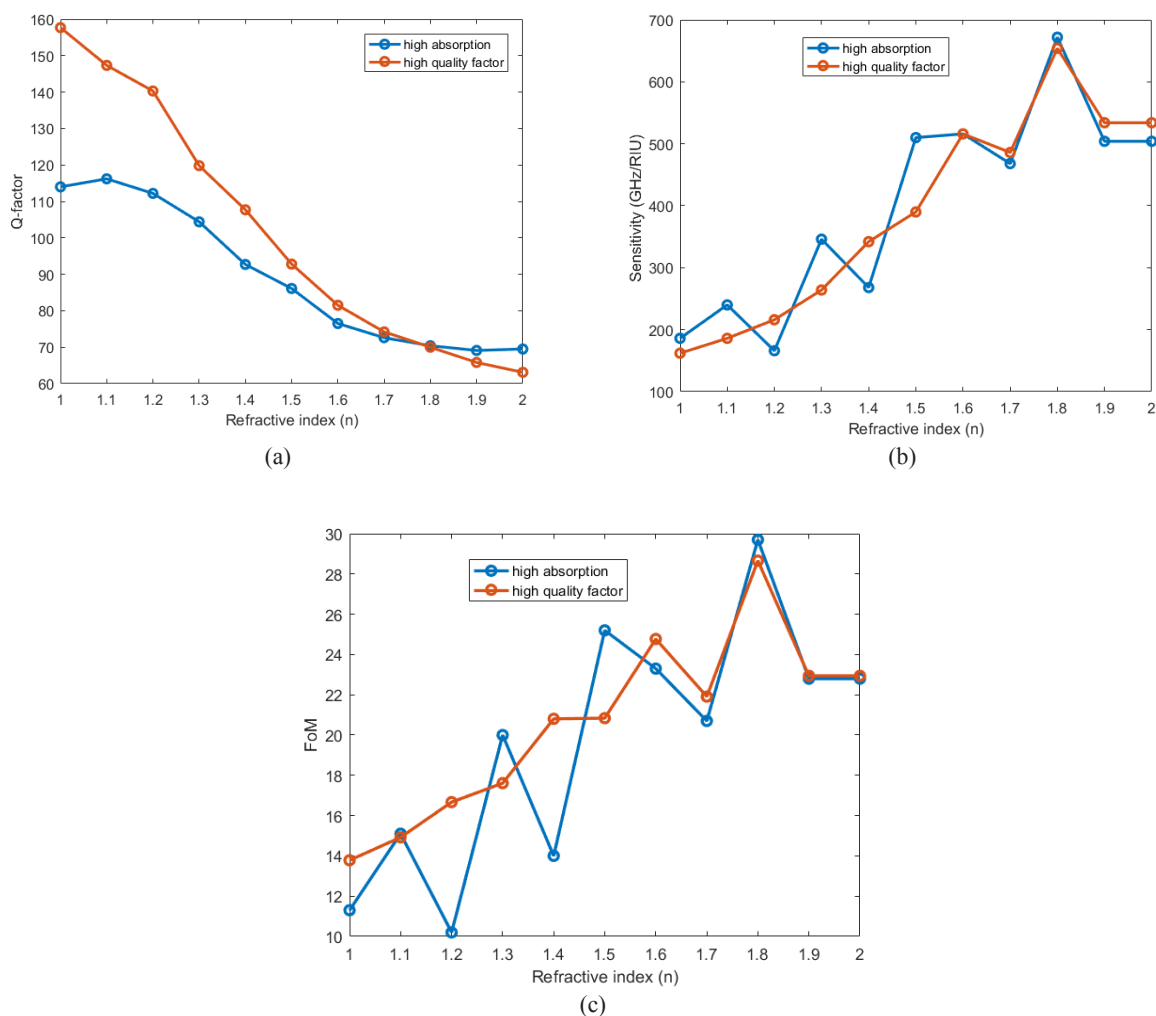 160
150
140
130
120
110
100
90
80
70
60
Q-factor
high absorption
high quality factor
1 1.1 1.2 1.3 1.4 1.5 1.6 1.7 1.8 1.9 2
Refractive index (n)
(a)
700
600
500
400
300
200
100
Sensitivity (GHz/RIU)
high absorption
high quality factor
1 1.1 1.2 1.3 1.4 1.5 1.6 1.7 1.8 1.9 2
Refractive index (n)
(b)
30
28
26
24
22
20
18
16
14
12
10
FoM
high absorption
high quality factor
1 1.1 1.2 1.3 1.4 1.5 1.6 1.7 1.8 1.9 2
Refractive index (n)
(c)